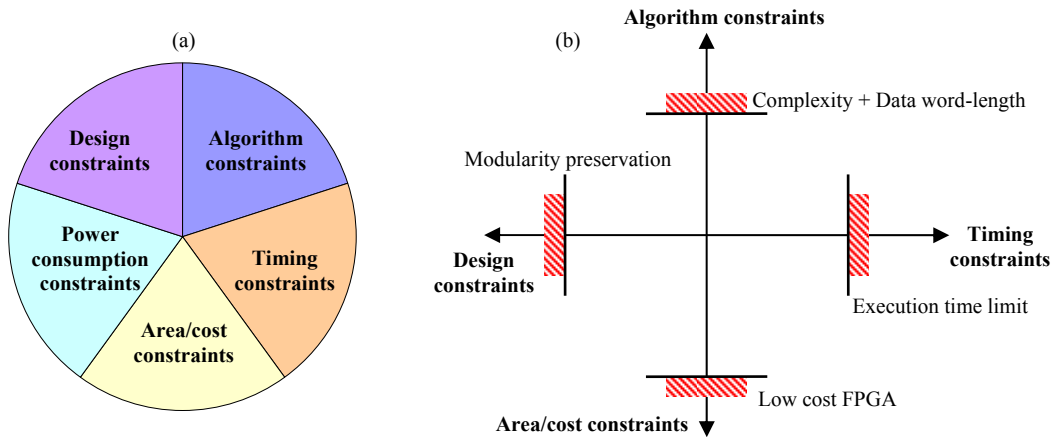 (a)
Design
constraints
Algorithm
constraints
Power
consumption
constraints
Timing
constraints
Area/cost
constraints
(b)
Algorithm constraints
Complexity + Data word-length
Modularity preservation
Design
constraints
Timing
constraints
Execution time limit
Low cost FPGA
Area/cost constraints